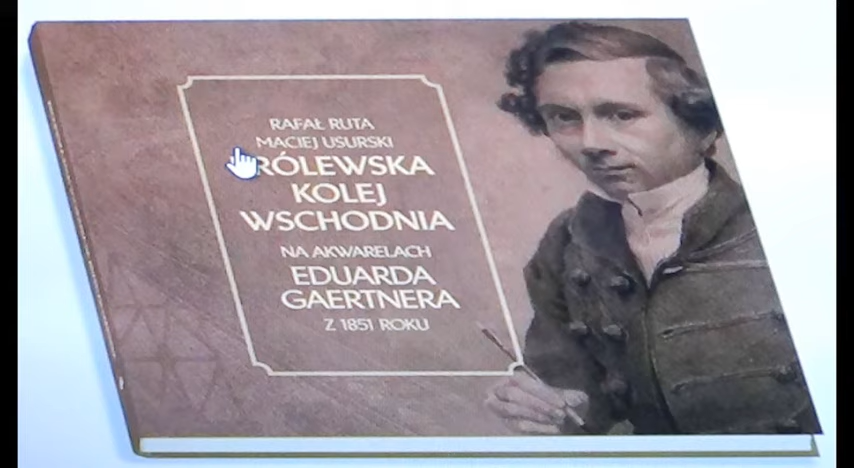 RAFAŁ RUTA
MACIEJ USURSKI
RÓLEWSKA
KOLEJ
WSCHODNIA
NA AKWARELACH
EDUARDA
GAERTNERA
Z 1851 ROKU